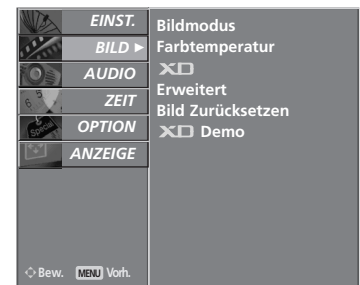 EINST.
BILD ►
AUDIO
ZEIT
OPTION
ANZEIGE
Bildmodus
Farbtemperatur
XD
Erweitert
Bild Zurücksetzen
XD Demo
Bew. MENU Vorh.